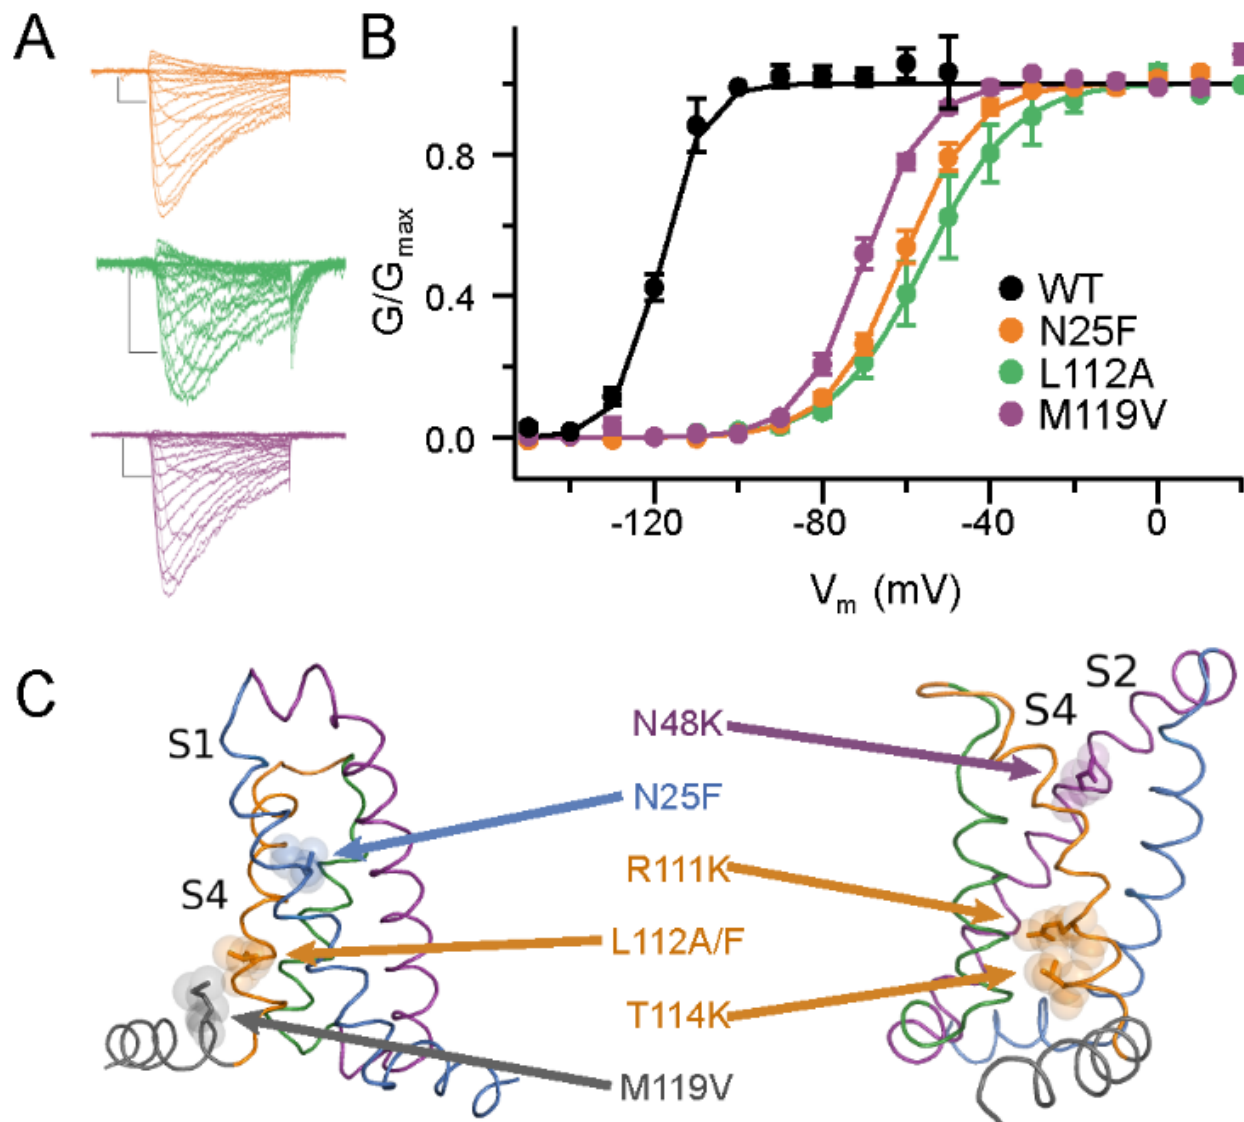 A
B
G/Gmax
0.8
0.4
0.0
WT
N25F
L112A
M119V
-120
-80
-40
0
Vm (mV)
C
S1
S4
N48K
N25F
R111K
L112A/F
T114K
M119V
S2
S4